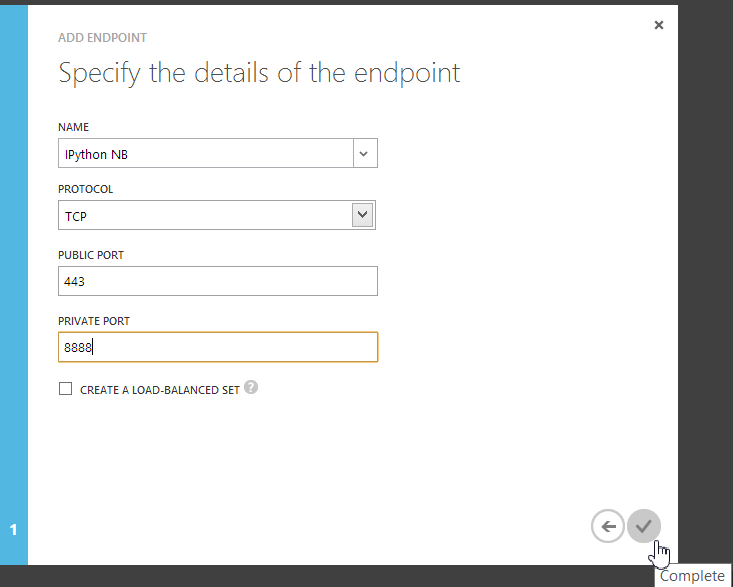 ADD ENDPOINT
Specify the details of the endpoint
NAME
IPython NB
PROTOCOL
TCP
PUBLIC PORT
443
PRIVATE PORT
8888
CREATE A LOAD-BALANCED SET ?
1
Complete